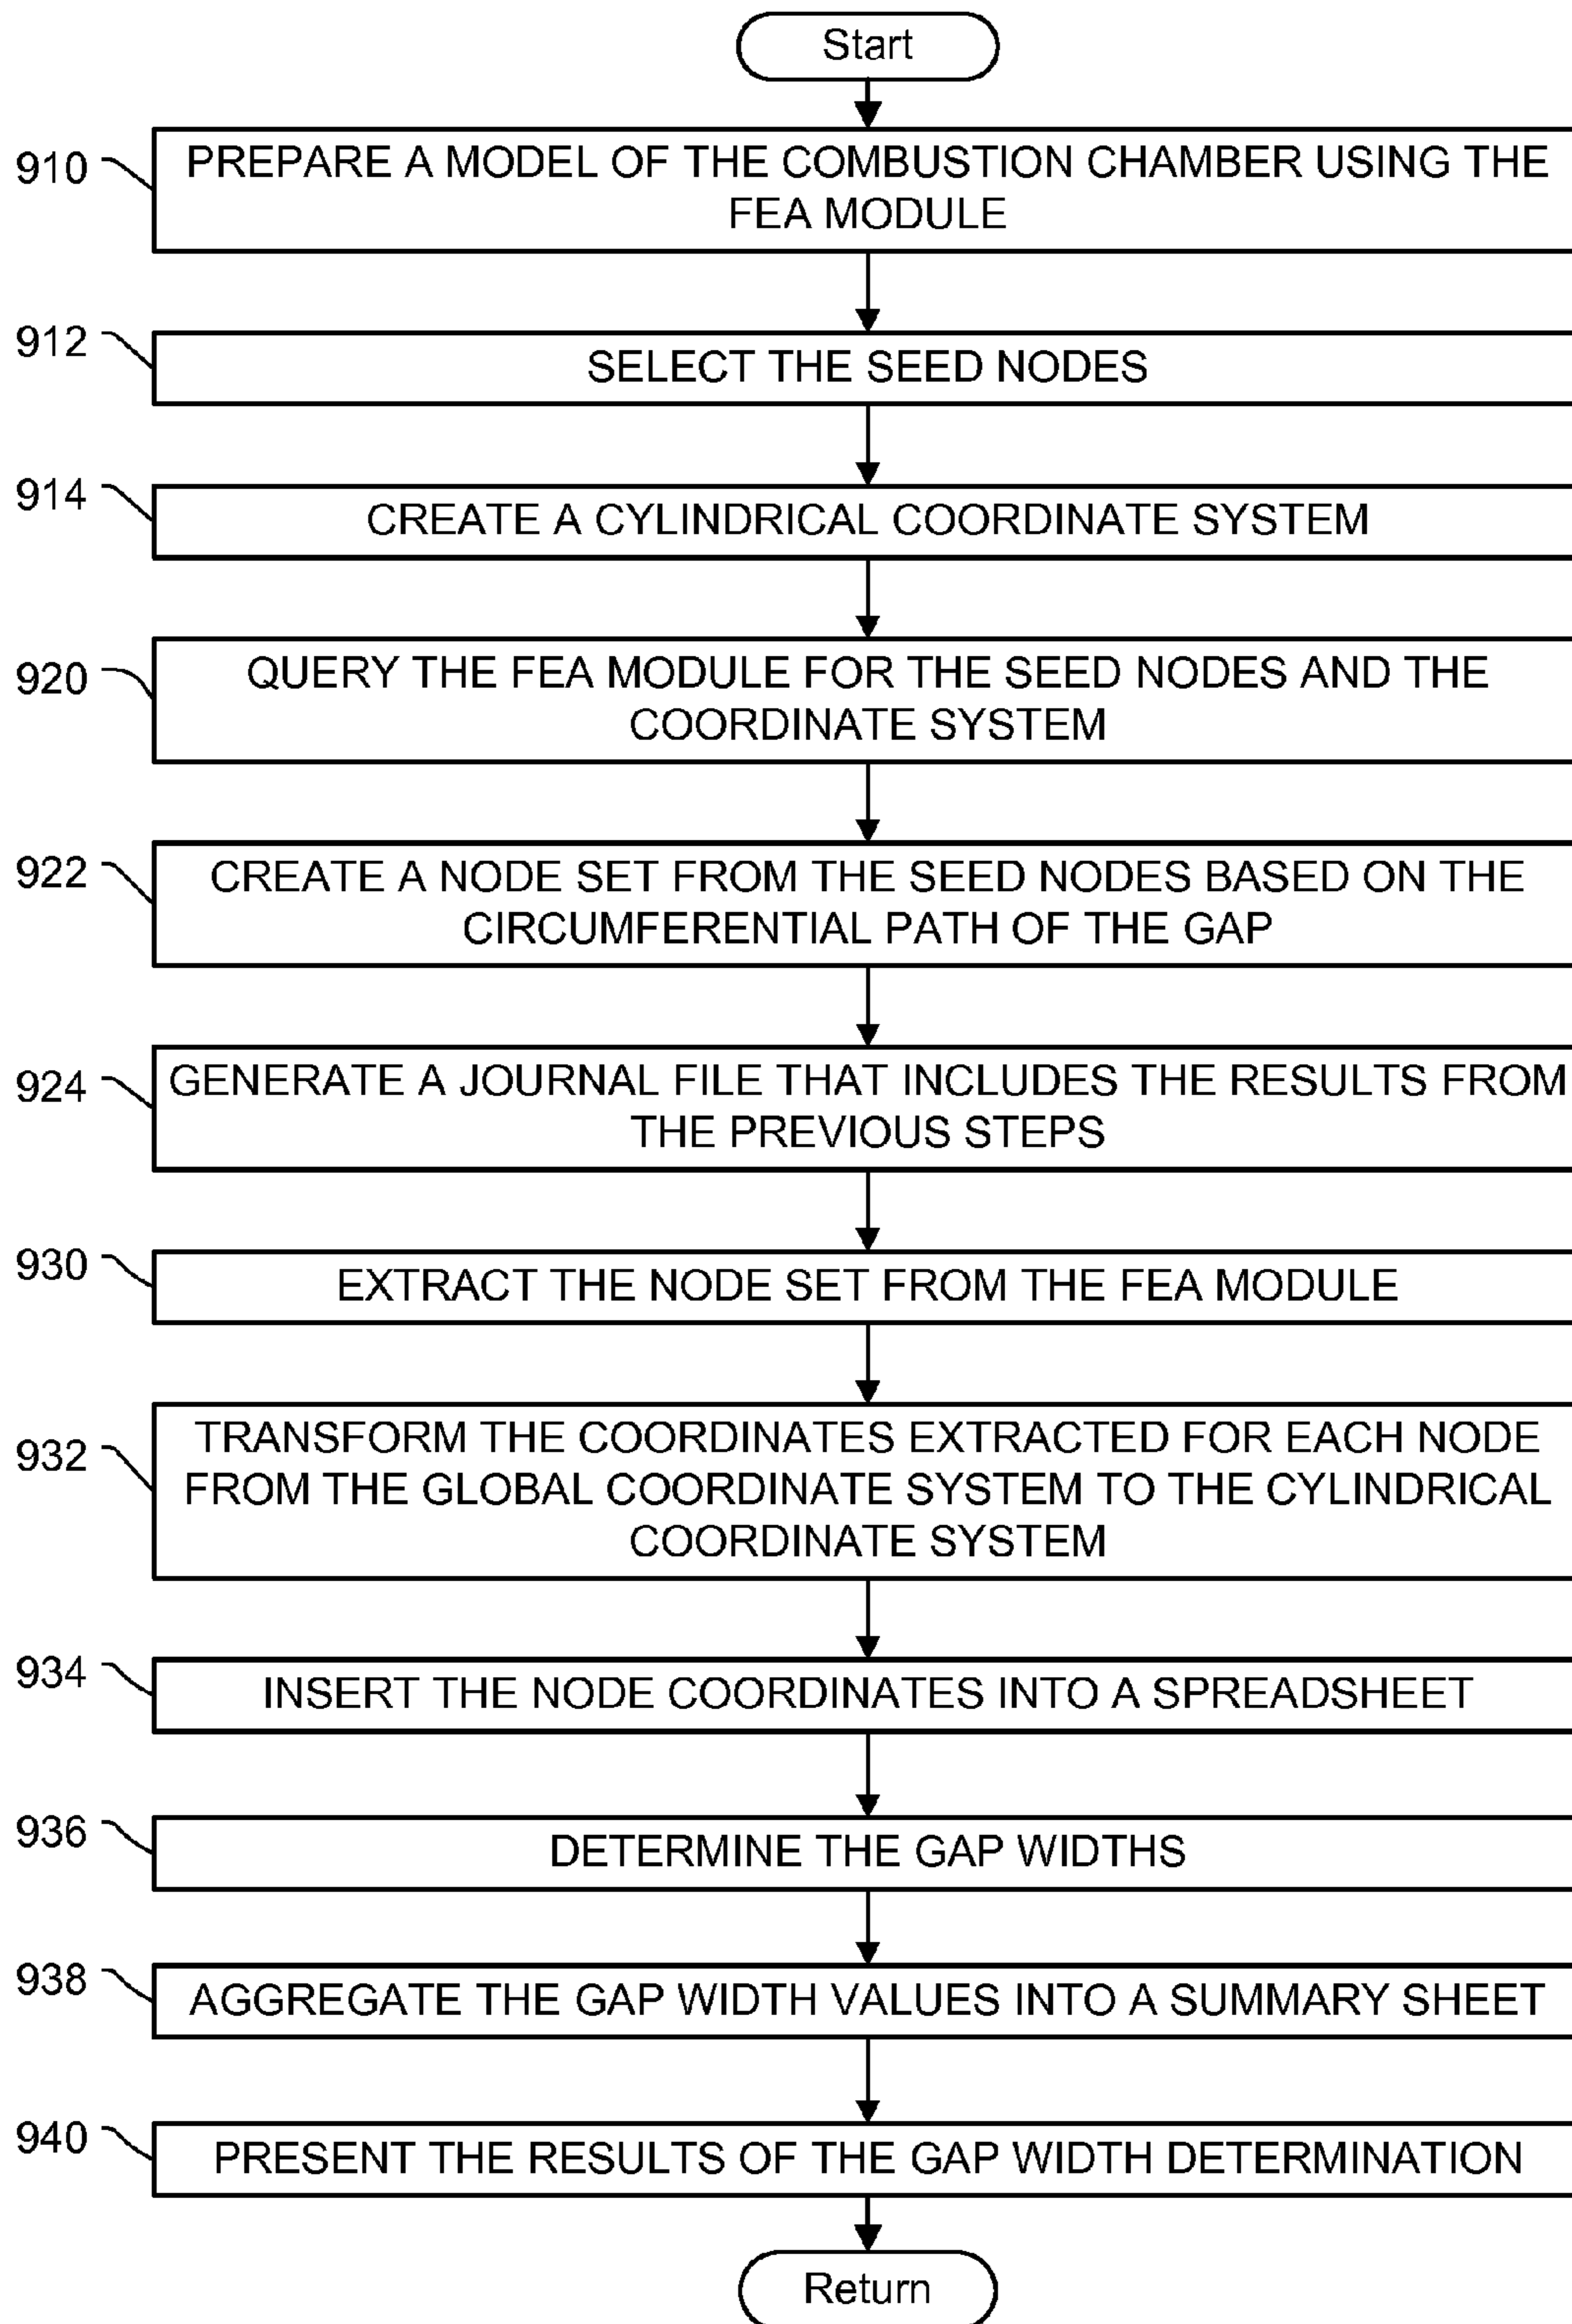 Start
910
PREPARE A MODEL OF THE COMBUSTION CHAMBER USING THE
FEA MODULE
912
SELECT THE SEED NODES
914
CREATE A CYLINDRICAL COORDINATE SYSTEM
920
QUERY THE FEA MODULE FOR THE SEED NODES AND THE
COORDINATE SYSTEM
922
CREATE A NODE SET FROM THE SEED NODES BASED ON THE
CIRCUMFERENTIAL PATH OF THE GAP
924
GENERATE A JOURNAL FILE THAT INCLUDES THE RESULTS FROM
THE PREVIOUS STEPS
930
EXTRACT THE NODE SET FROM THE FEA MODULE
932
TRANSFORM THE COORDINATES EXTRACTED FOR EACH NODE
FROM THE GLOBAL COORDINATE SYSTEM TO THE CYLINDRICAL
COORDINATE SYSTEM
934
INSERT THE NODE COORDINATES INTO A SPREADSHEET
936
DETERMINE THE GAP WIDTHS
938
AGGREGATE THE GAP WIDTH VALUES INTO A SUMMARY SHEET
940
PRESENT THE RESULTS OF THE GAP WIDTH DETERMINATION
Return